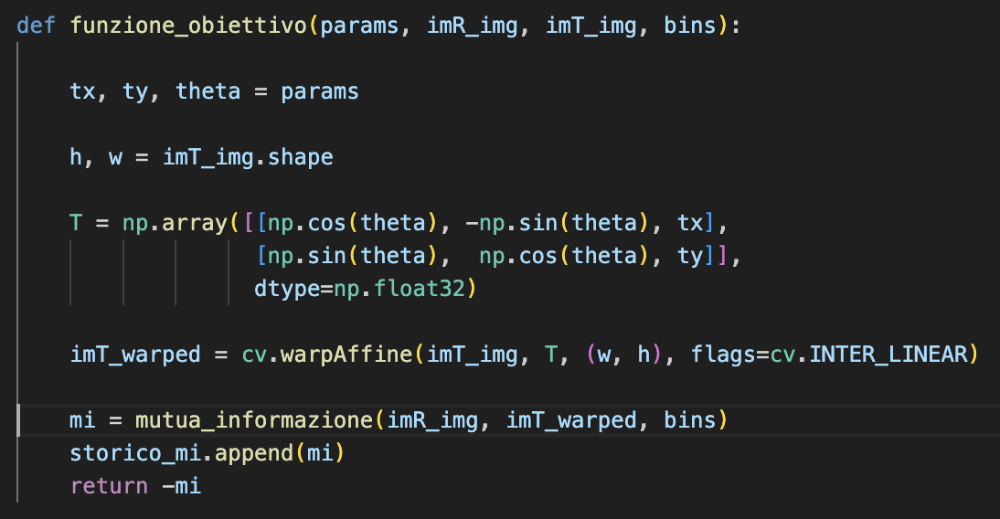 def funzione_obiettivo(params, imR_img, imT_img, bins):
    tx, ty, theta = params
    h, w = imT_img.shape
    T = np.array([[np.cos(theta), -np.sin(theta), tx],
                  [np.sin(theta),  np.cos(theta), ty]],
                  dtype=np.float32)
    imT_warped = cv.warpAffine(imT_img, T, (w, h), flags=cv.INTER_LINEAR)
    mi = mutua_informazione(imR_img, imT_warped, bins)
    storico_mi.append(mi)
    return -mi